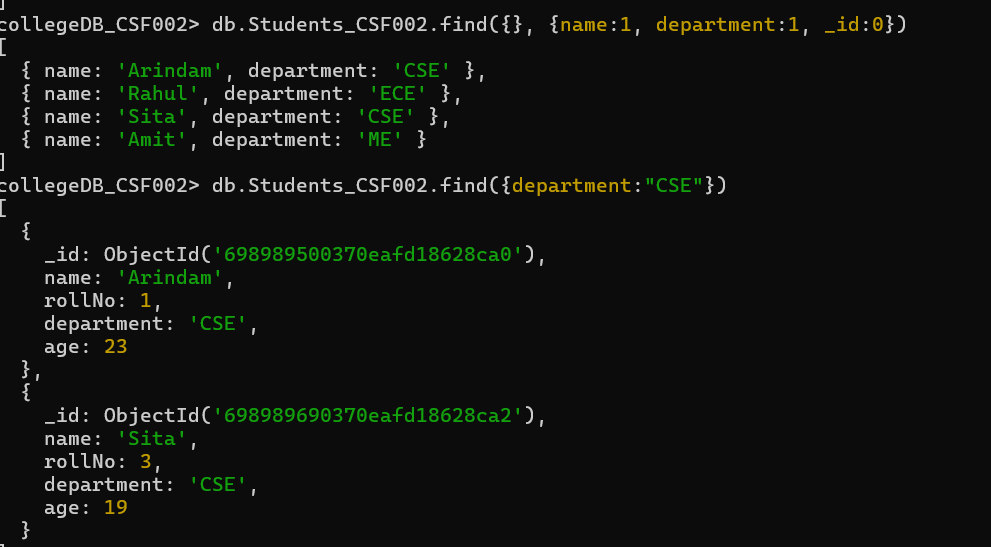 ]
collegeDB_CSF002> db.Students_CSF002.find({}, {name:1, department:1, _id:0})
[
  { name: 'Arindam', department: 'CSE' },
  { name: 'Rahul', department: 'ECE' },
  { name: 'Sita', department: 'CSE' },
  { name: 'Amit', department: 'ME' }
]
collegeDB_CSF002> db.Students_CSF002.find({department:"CSE"})
[
  {
    _id: ObjectId('698989500370eafd18628ca0'),
    name: 'Arindam',
    rollNo: 1,
    department: 'CSE',
    age: 23
  },
  {
    _id: ObjectId('698989690370eafd18628ca2'),
    name: 'Sita',
    rollNo: 3,
    department: 'CSE',
    age: 19
  }
]